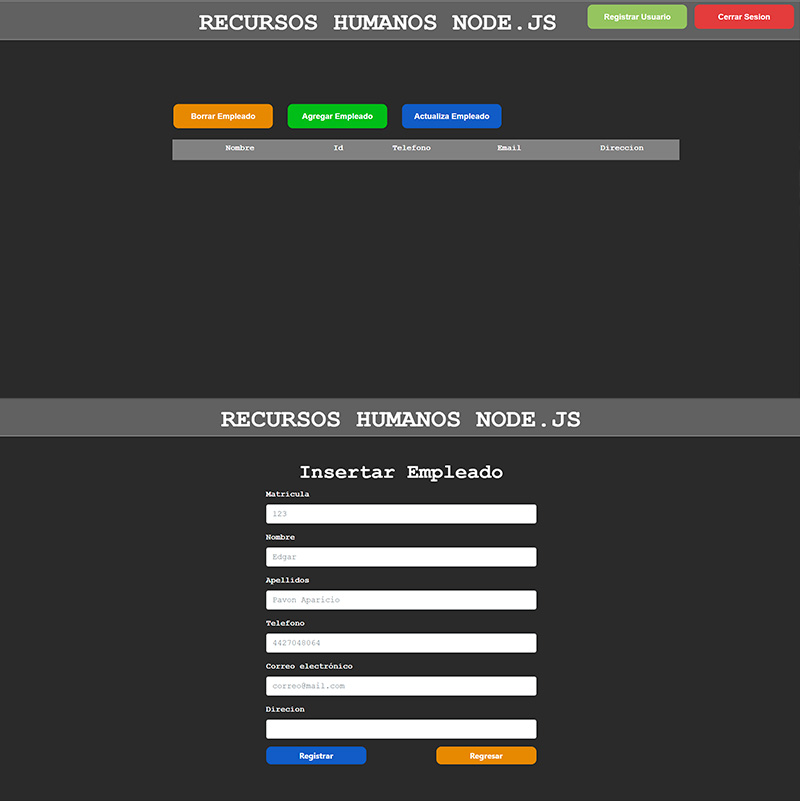 RECURSOS HUMANOS NODE.JS
Registrar Usuario
Cerrar Sesion
Borrar Empleado
Agregar Empleado
Actualiza Empleado
Nombre Id Telefono Email Direccion
RECURSOS HUMANOS NODE.JS
Insertar Empleado
Matricula
123
Nombre
Edgar
Apellidos
Pavon Aparicio
Telefono
4427048064
Correo electrónico
correo@mail.com
Direcion
Registrar
Regresar